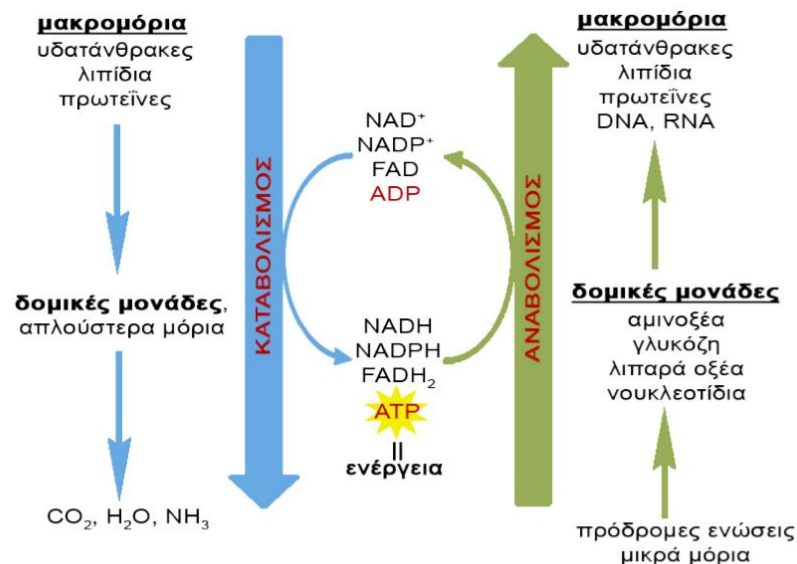 μακρομόρια
υδατάνθρακες
λιπίδια
πρωτεΐνες
δομικές μονάδες,
απλούστερα μόρια
CO₂, H₂O, NH₃
ΚΑΤΑΒΟΛΙΣΜΟΣ
NAD⁺
NADP⁺
FAD
ADP
NADH
NADPH
FADH₂
ATP
=
ενέργεια
ΑΝΑΒΟΛΙΣΜΟΣ
μακρομόρια
υδατάνθρακες
λιπίδια
πρωτεΐνες
DNA, RNA
δομικές μονάδες
αμινοξέα
γλυκόζη
λιπαρά οξέα
νουκλεοτίδια
πρόδρομες ενώσεις
μικρά μόρια